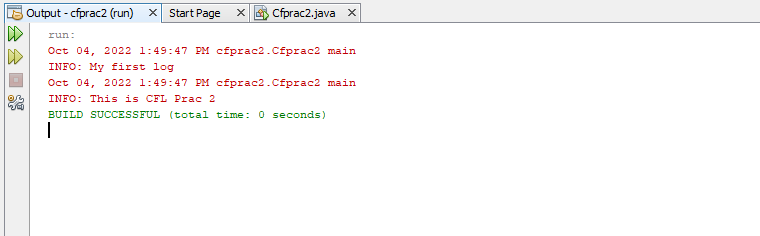 Output - cfprac2 (run) Start Page Cfprac2.java
run:
Oct 04, 2022 1:49:47 PM cfprac2.Cfprac2 main
INFO: My first log
Oct 04, 2022 1:49:47 PM cfprac2.Cfprac2 main
INFO: This is CFL Prac 2
BUILD SUCCESSFUL (total time: 0 seconds)